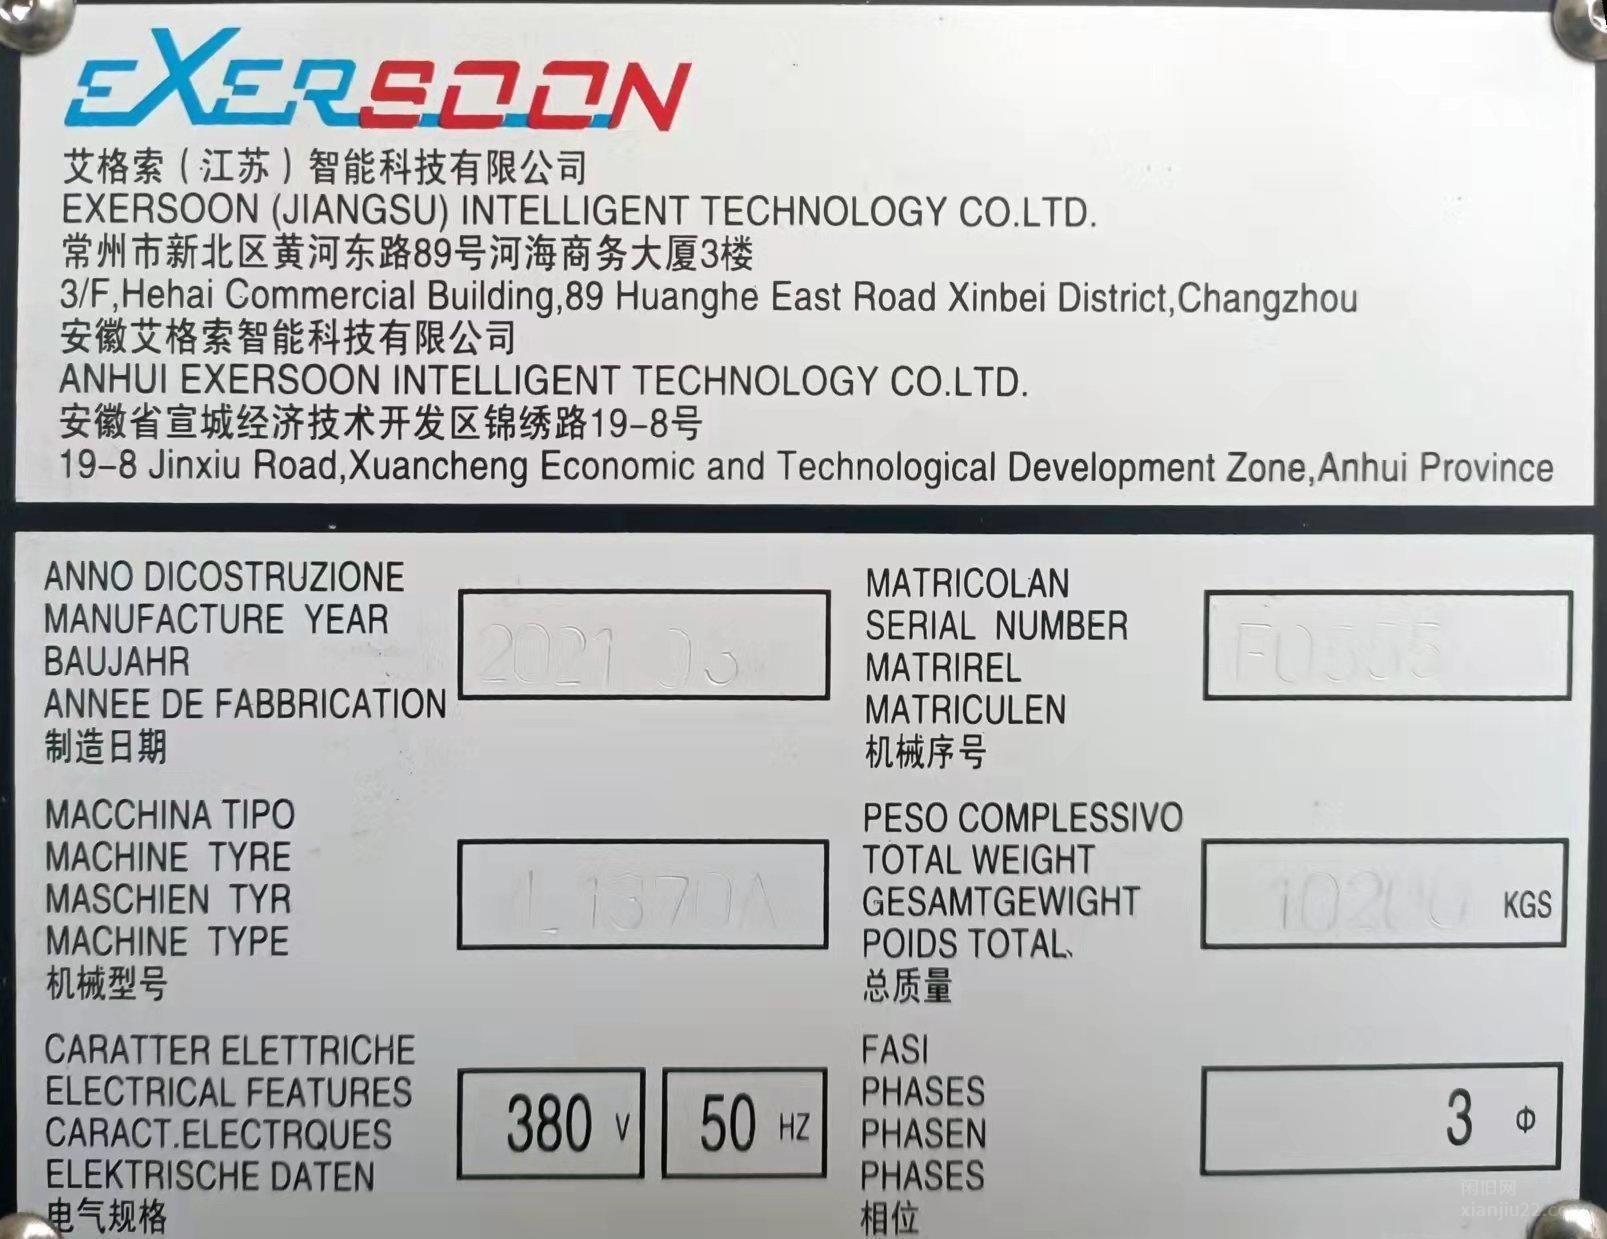 EXERSOON
艾格索（江苏）智能科技有限公司
EXERSOON (JIANGSU) INTELLIGENT TECHNOLOGY CO.LTD.
常州市新北区黄河东路89号河海商务大厦3楼
3/F,Hehai Commercial Building,89 Huanghe East Road Xinbei District,Changzhou
安徽艾格索智能科技有限公司
ANHUI EXERSOON INTELLIGENT TECHNOLOGY CO.LTD.
安徽省宣城经济技术开发区锦绣路19-8号
19-8 Jinxiu Road,Xuancheng Economic and Technological Development Zone,Anhui Province
ANNO DICOSTRUZIONE
MANUFACTURE YEAR
BAUJAHR
ANNEE DE FABBRICATION
制造日期
2021 03
MATRICOLAN
SERIAL NUMBER
MATRIREL
MATRICULEN
机械序号
MACCHINA TIPO
MACHINE TYRE
MASCHIEN TYR
MACHINE TYPE
机械型号
PESO COMPLESSIVO
TOTAL WEIGHT
GESAMTGEWIGHT
POIDS TOTAL
总质量
KGS
CARATTER ELETTRICHE
ELECTRICAL FEATURES
CARACT.ELECTRQUES
ELEKTRISCHE DATEN
电气规格
380 V
50 HZ
FASI
PHASES
PHASEN
PHASES
相位
3 Φ
闲旧网